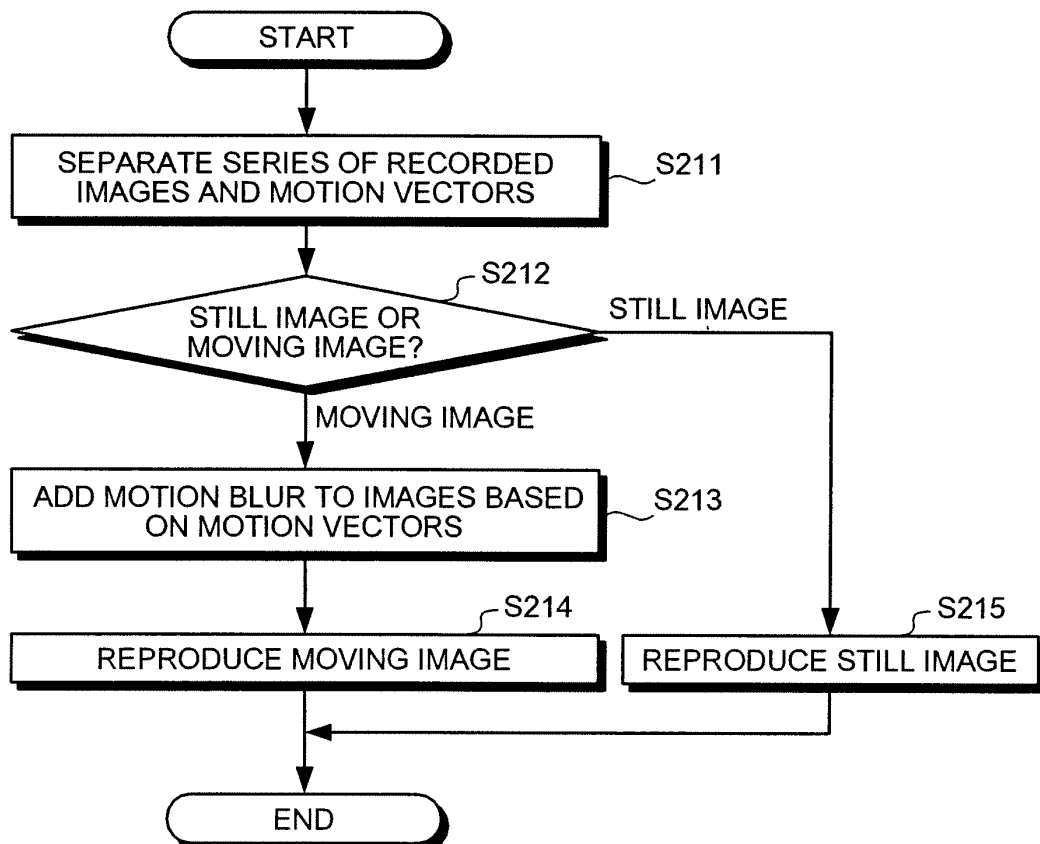 START
SEPARATE SERIES OF RECORDED
IMAGES AND MOTION VECTORS
S211
S212
STILL IMAGE OR
MOVING IMAGE?
STILL IMAGE
MOVING IMAGE
ADD MOTION BLUR TO IMAGES BASED
ON MOTION VECTORS
S213
S214
REPRODUCE MOVING IMAGE
S215
REPRODUCE STILL IMAGE
END